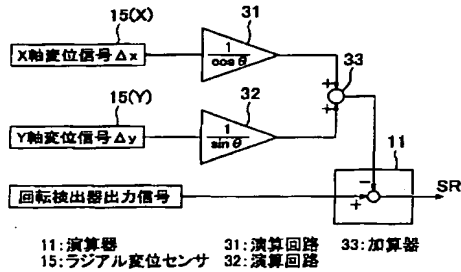 15(X)
31
X軸変位信号Δx
1/cosθ
33
+
+
15(Y)
32
Y軸変位信号Δy
1/sinθ
11
−
SR
回転検出器出力信号
+
11:演算器 31:演算回路 33:加算器
15:ラジアル変位センサ 32:演算回路